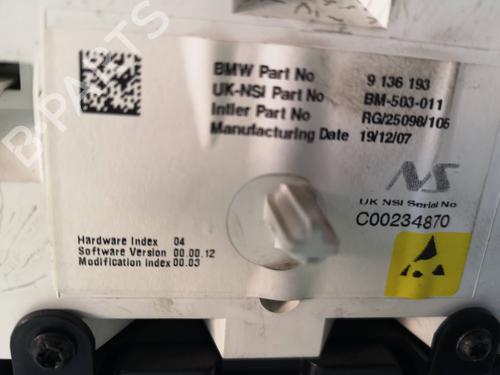 BMW Part No 9 136 193
UK-NSI Part No BM-503-011
Intier Part No RG/25098/105
Manufacturing Date 19/12/07
NS
UK NSI Serial No
C00234870
Hardware Index 04
Software Version 00.00.12
Modification Index 00.03
B-PARTS